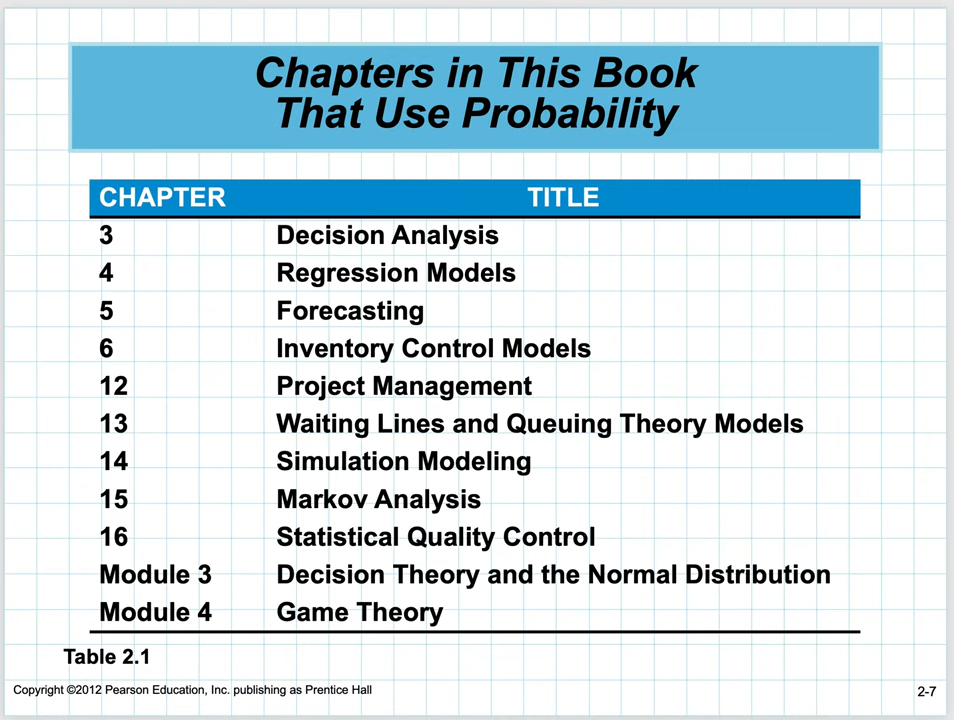 Chapters in This Book
That Use Probability
CHAPTER TITLE
3 Decision Analysis
4 Regression Models
5 Forecasting
6 Inventory Control Models
12 Project Management
13 Waiting Lines and Queuing Theory Models
14 Simulation Modeling
15 Markov Analysis
16 Statistical Quality Control
Module 3 Decision Theory and the Normal Distribution
Module 4 Game Theory
Table 2.1
Copyright ©2012 Pearson Education, Inc. publishing as Prentice Hall 2-7